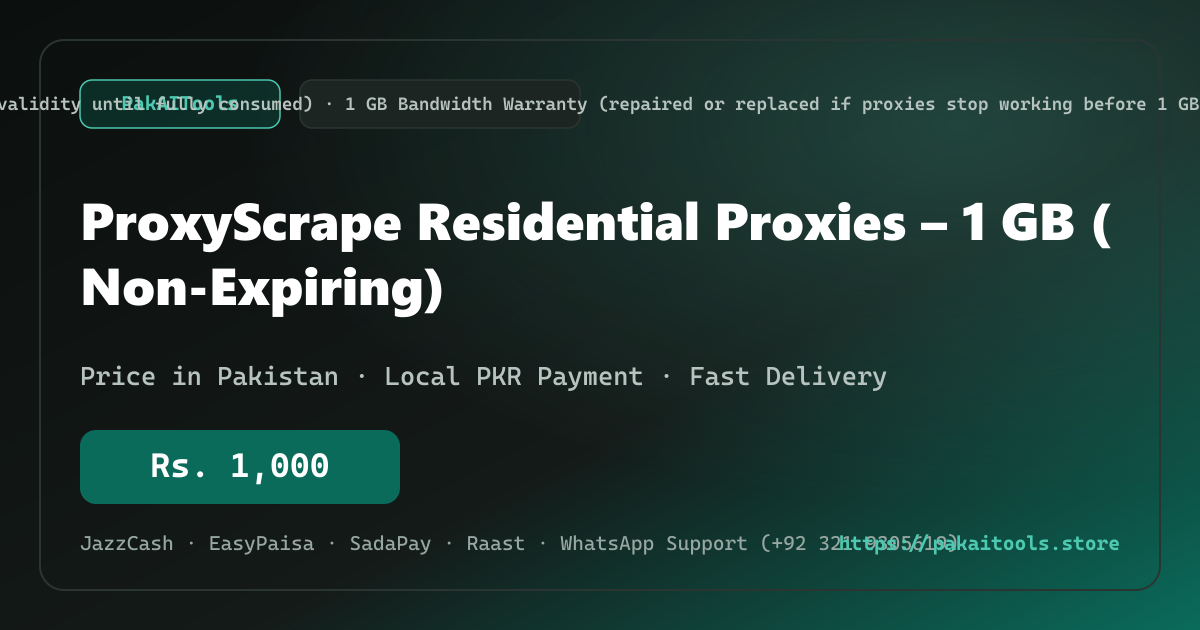 PakAITools
validity until fully consumed) · 1 GB Bandwidth Warranty (repaired or replaced if proxies stop working before 1 GB
ProxyScrape Residential Proxies – 1 GB (
Non-Expiring)
Price in Pakistan · Local PKR Payment · Fast Delivery
Rs. 1,000
JazzCash · EasyPaisa · SadaPay · Raast · WhatsApp Support (+92 321
https://pakaitools.store